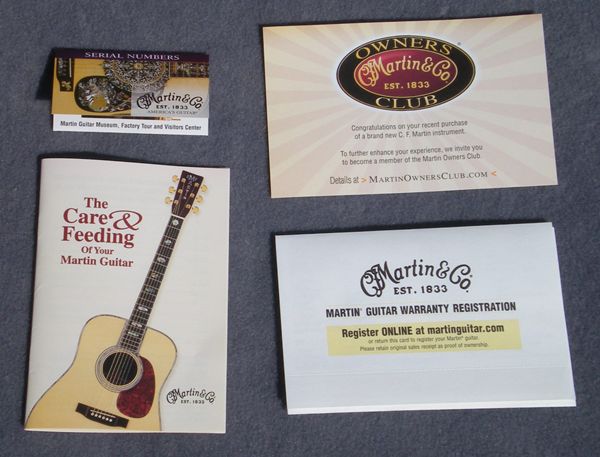 SERIAL NUMBERS
Martin & Co.
EST. 1833
AMERICA'S GUITAR®
Martin Guitar Museum, Factory Tour and Visitors Center
OWNERS
Martin & Co.
EST. 1833
CLUB
Congratulations on your recent purchase
of a brand new C. F. Martin instrument.
To further enhance your experience, we invite you
to become a member of the Martin Owners Club.
Details at > MARTINOWNERSCLUB.COM <
The
Care &
Feeding
Of Your
Martin Guitar
Martin & Co.
EST. 1833
CFMartin & Co.
EST. 1833
MARTIN® GUITAR WARRANTY REGISTRATION
Register ONLINE at martinguitar.com
or return this card to register your Martin® guitar.
Please retain original sales receipt as proof of ownership.